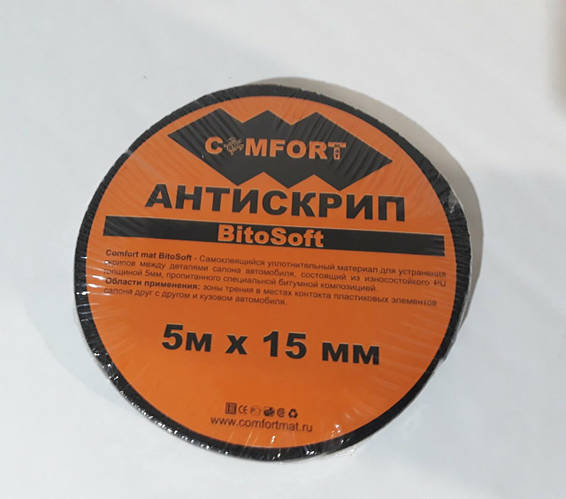 COMFORT mat
АНТИСКРИП
BitoSoft
Comfort mat BitoSoft - Самоклеящийся уплотнительный материал для устранения
скрипов между деталями салона автомобиля, состоящий из износостойкого PU
толщиной 5мм, пропитанного специальной битумной композицией.
Области применения: зоны трения в местах контакта пластиковых элементов
салона друг с другом и кузовом автомобиля.
5м x 15 мм
www.comfortmat.ru